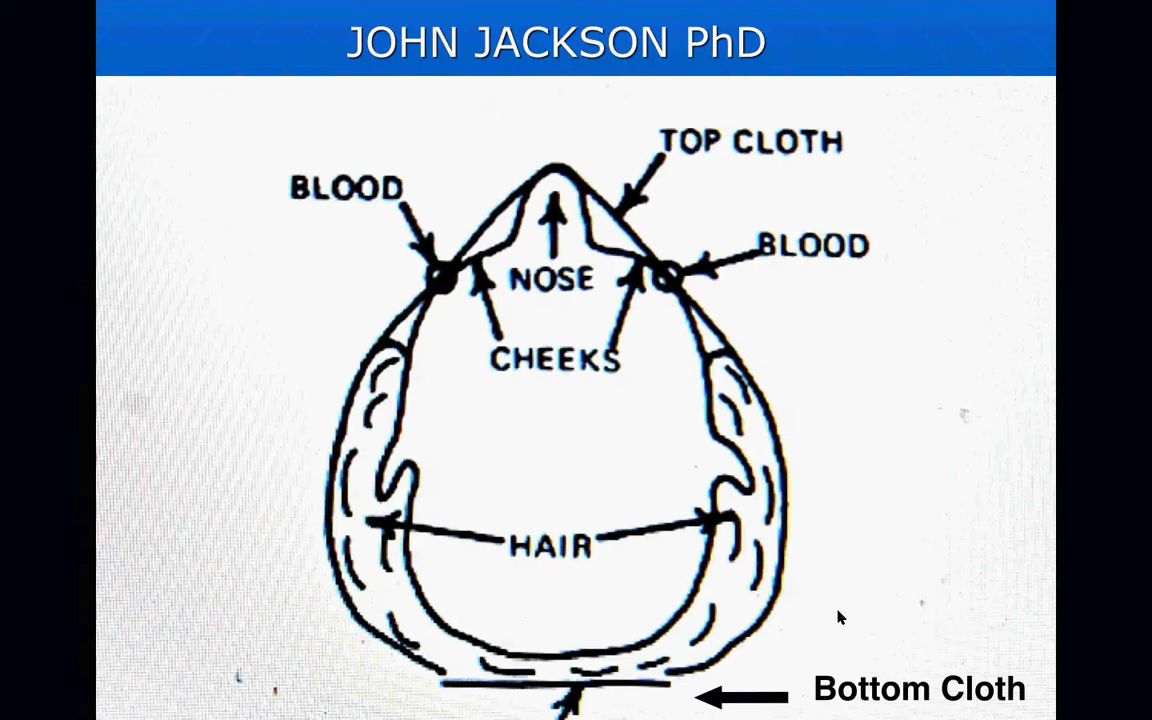 JOHN JACKSON PhD
TOP CLOTH
BLOOD
BLOOD
NOSE
CHEEKS
HAIR
Bottom Cloth